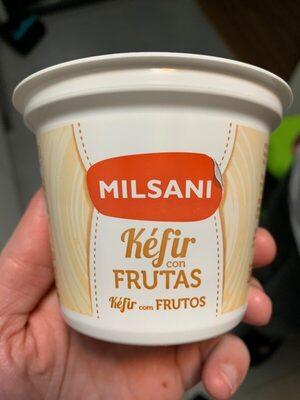 MILSANI
Kéfir
con
FRUTAS
Kéfir com FRUTOS